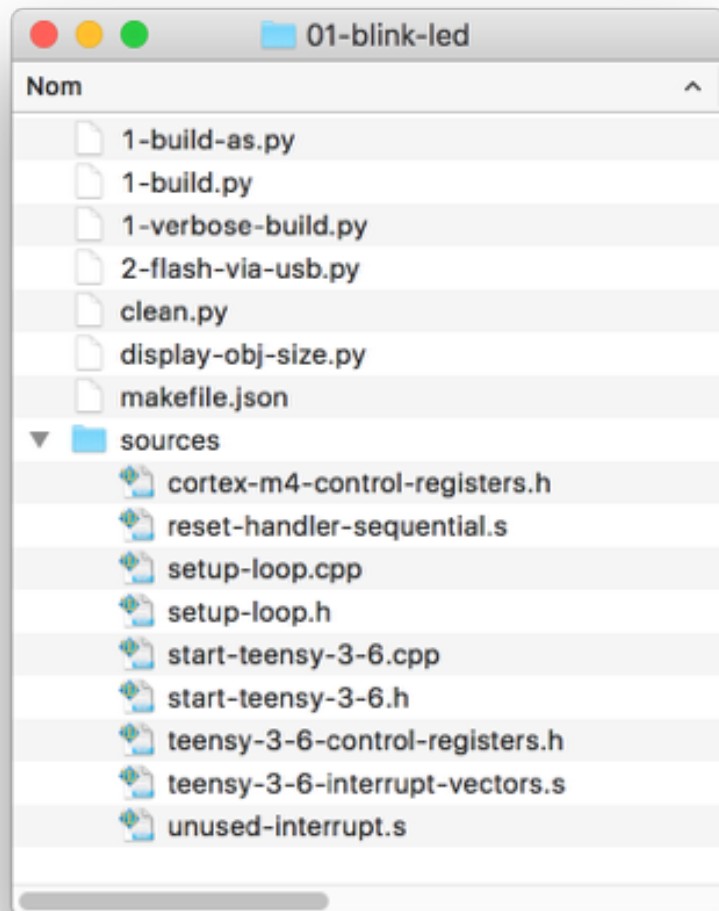 01-blink-led
Nom
1-build-as.py
1-build.py
1-verbose-build.py
2-flash-via-usb.py
clean.py
display-obj-size.py
makefile.json
sources
cortex-m4-control-registers.h
reset-handler-sequential.s
setup-loop.cpp
setup-loop.h
start-teensy-3-6.cpp
start-teensy-3-6.h
teensy-3-6-control-registers.h
teensy-3-6-interrupt-vectors.s
unused-interrupt.s